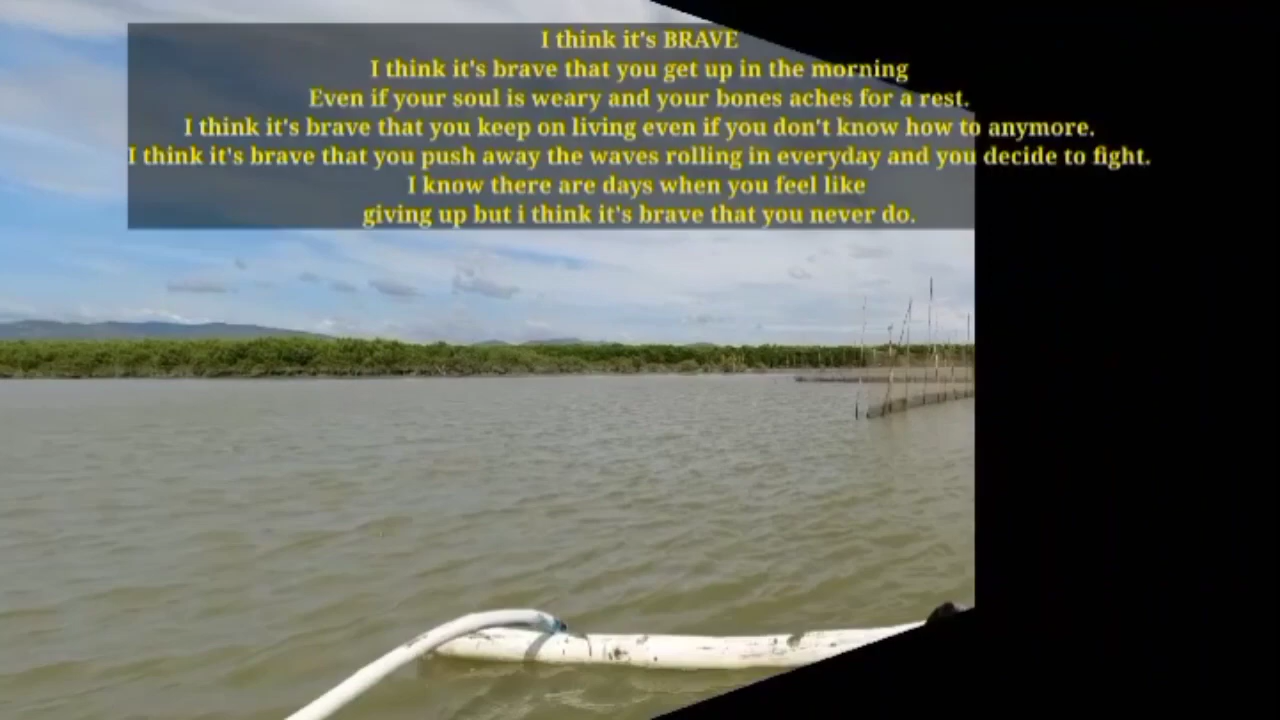 I think it's BRAVE
I think it's brave that you get up in the morning
Even if your soul is weary and your bones aches for a rest.
I think it's brave that you keep on living even if you don't know how to anymore.
I think it's brave that you push away the waves rolling in everyday and you decide to fight.
I know there are days when you feel like
giving up but i think it's brave that you never do.